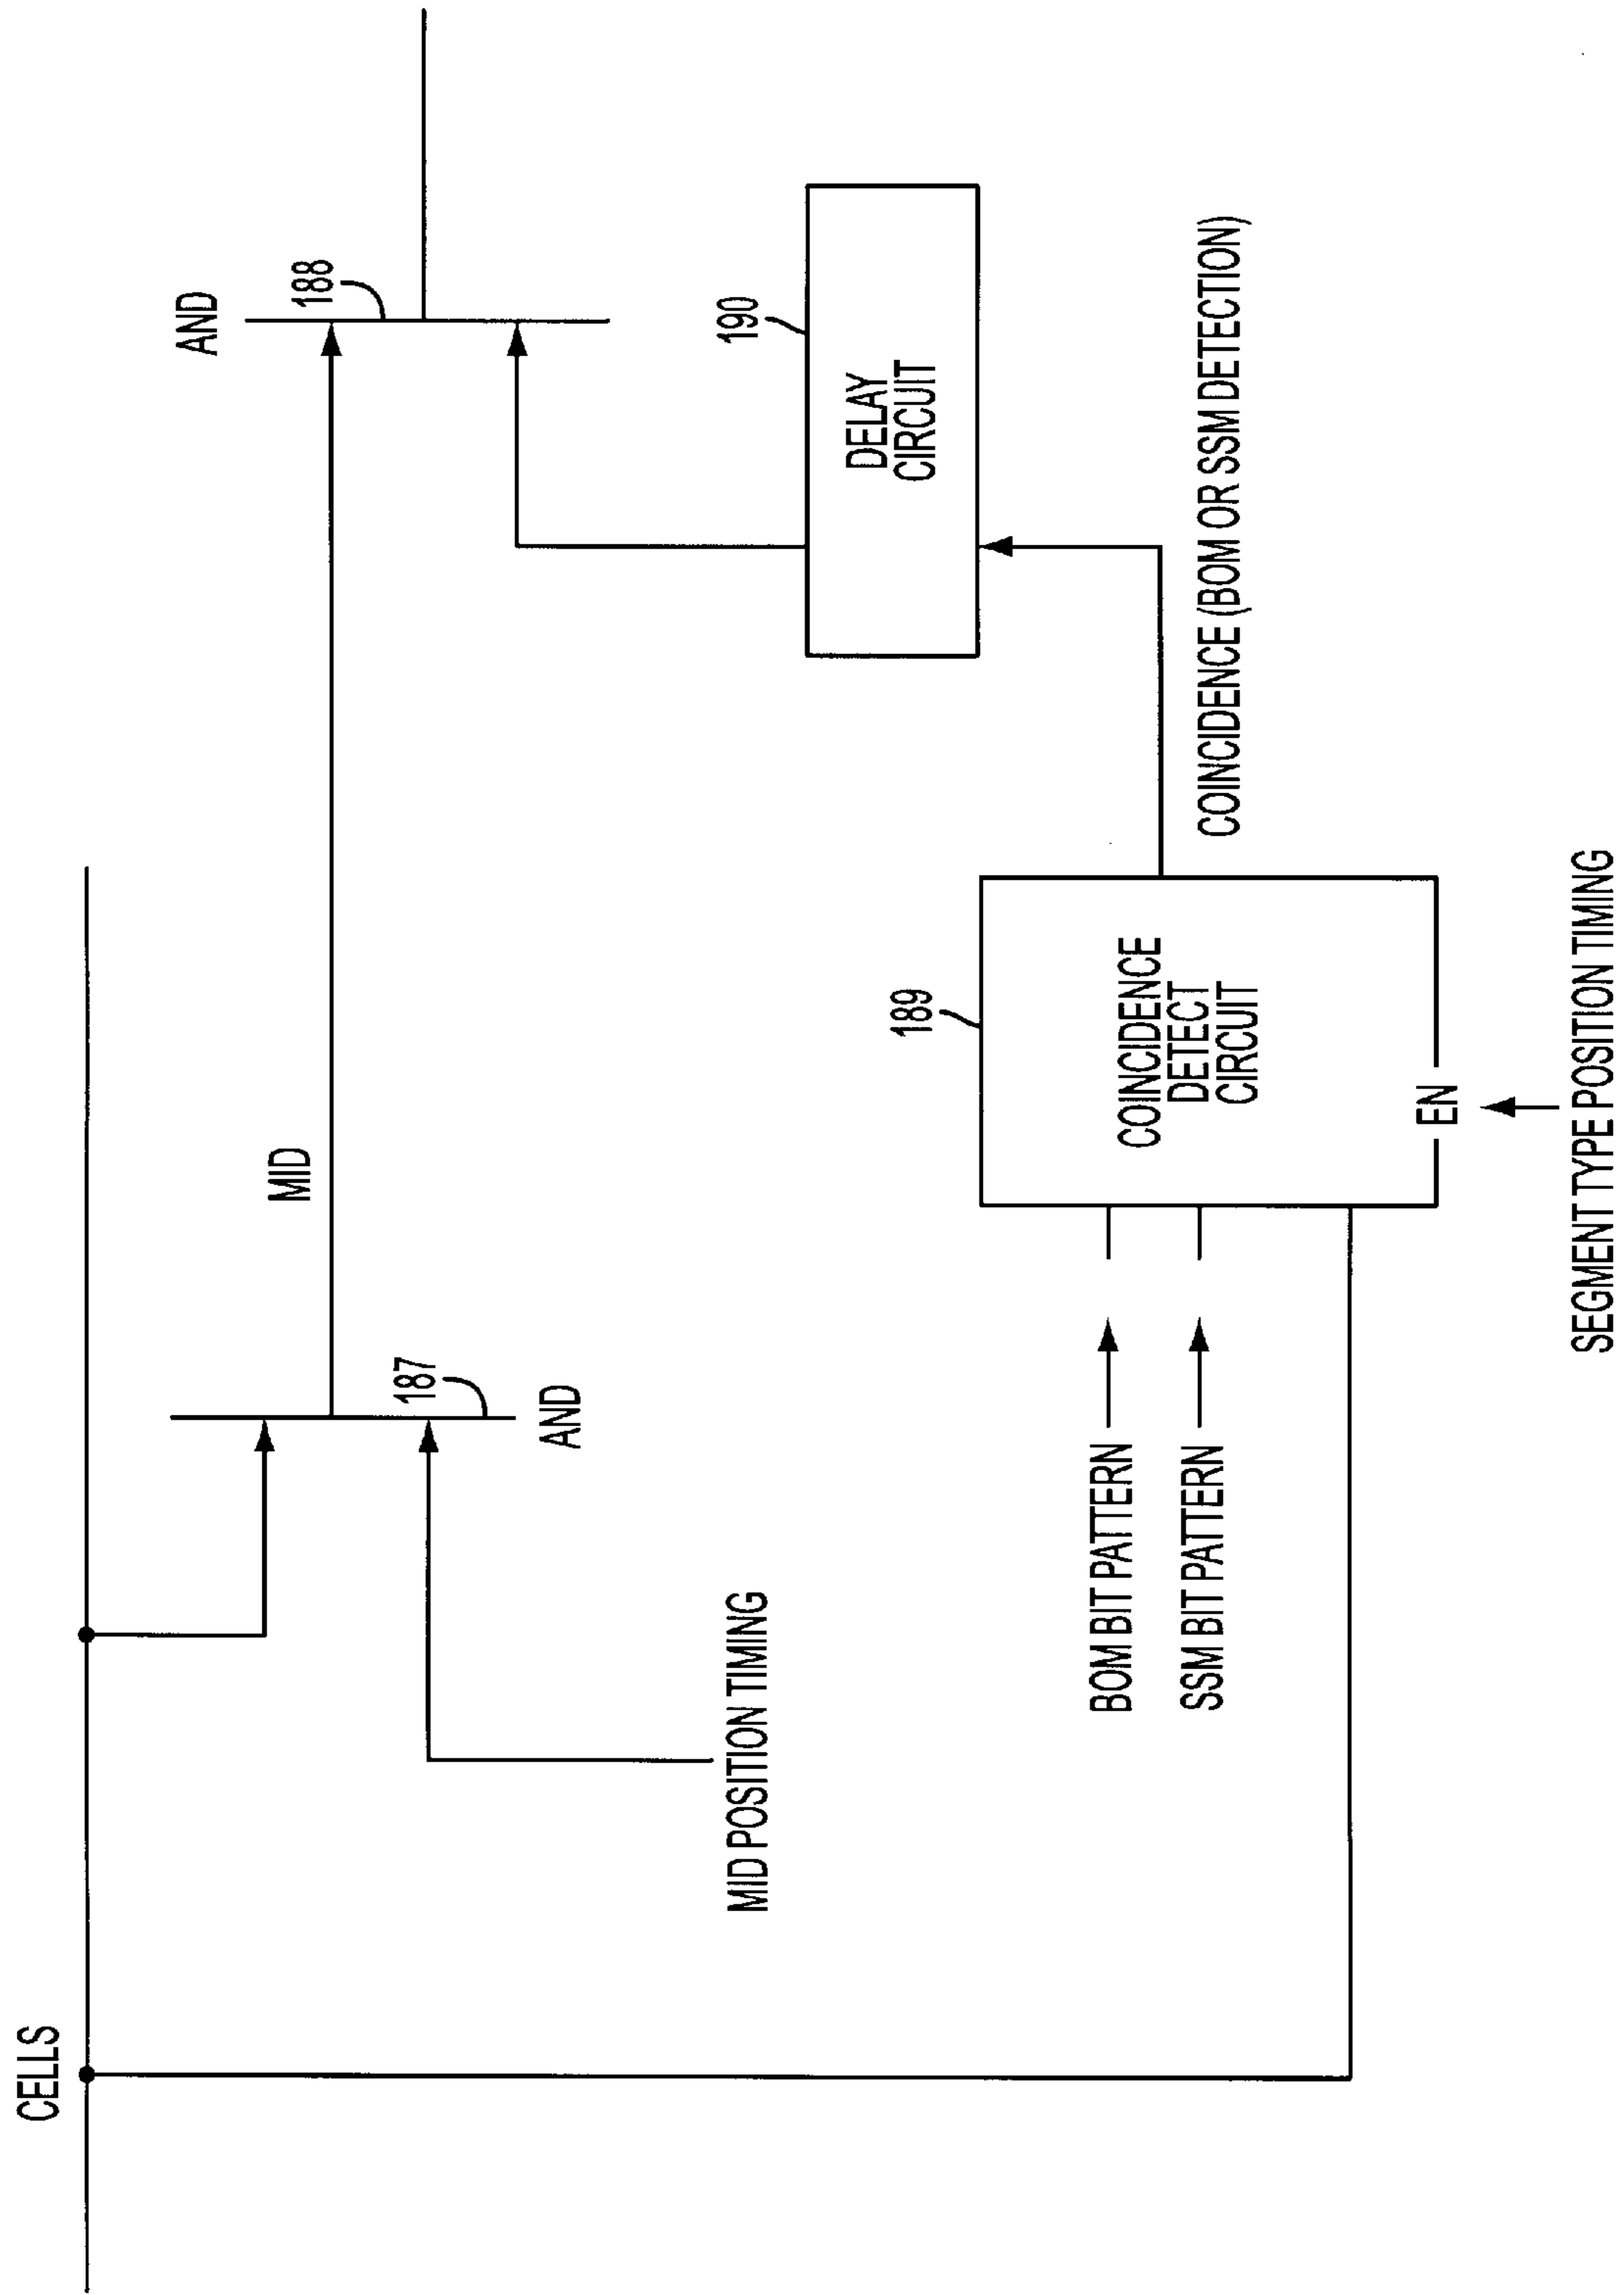 CELLS
AND
188
MID
187
AND
190
DELAY
CIRCUIT
MID POSITION TIMING
189
COINCIDENCE
DETECT
CIRCUIT
EN
BOM BIT PATTERN
SSM BIT PATTERN
COINCIDENCE (BOM OR SSM DETECTION)
SEGMENT TYPE POSITION TIMING